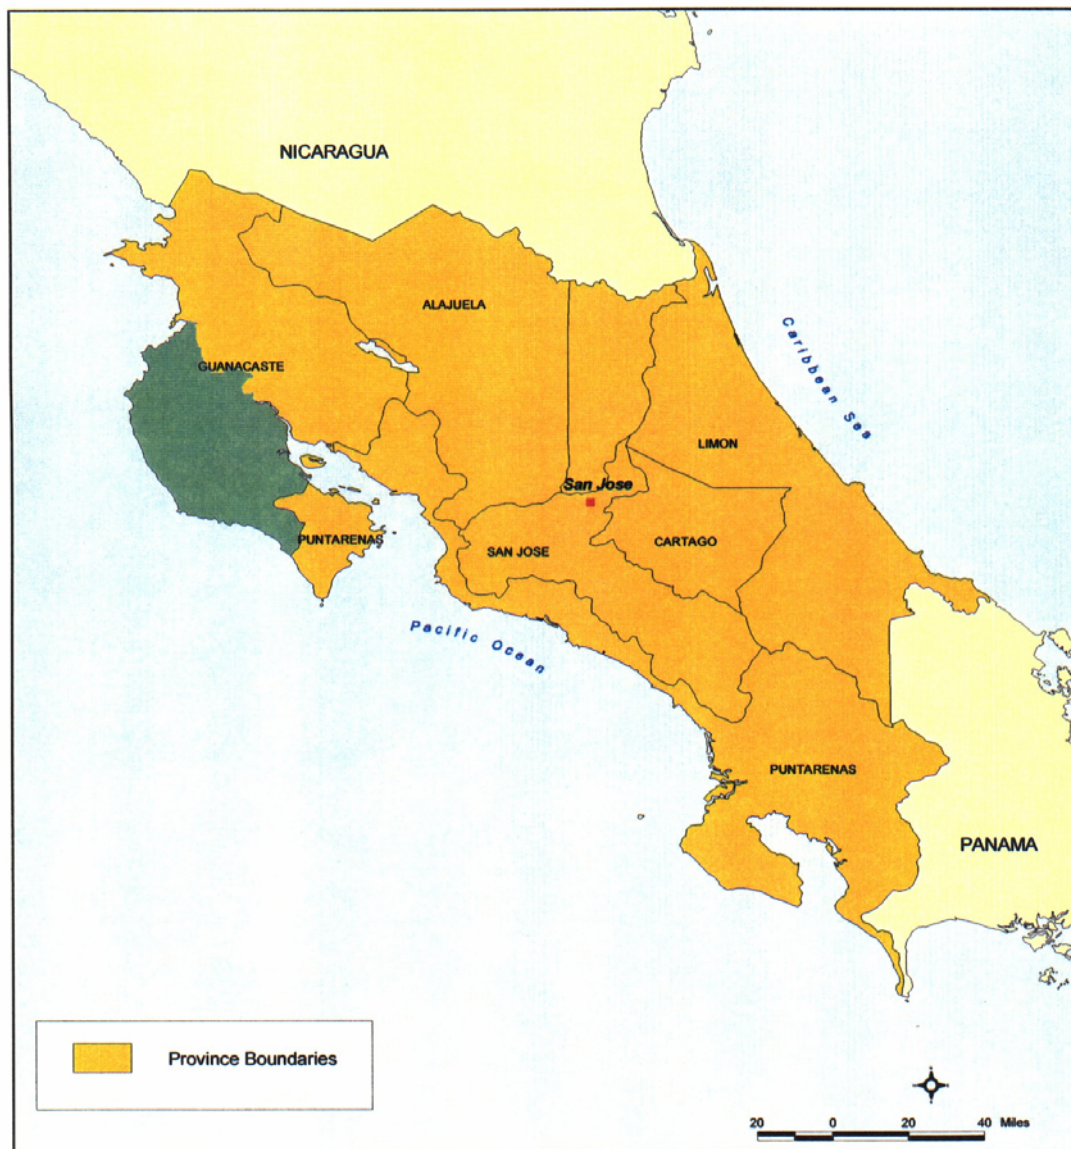 NICARAGUA
ALAJUELA
Caribbean Sea
GUANACASTE
LIMON
San Jose
PUNTARENAS
SAN JOSE
CARTAGO
Pacific Ocean
PUNTARENAS
PANAMA
Province Boundaries
20 0 20 40 Miles